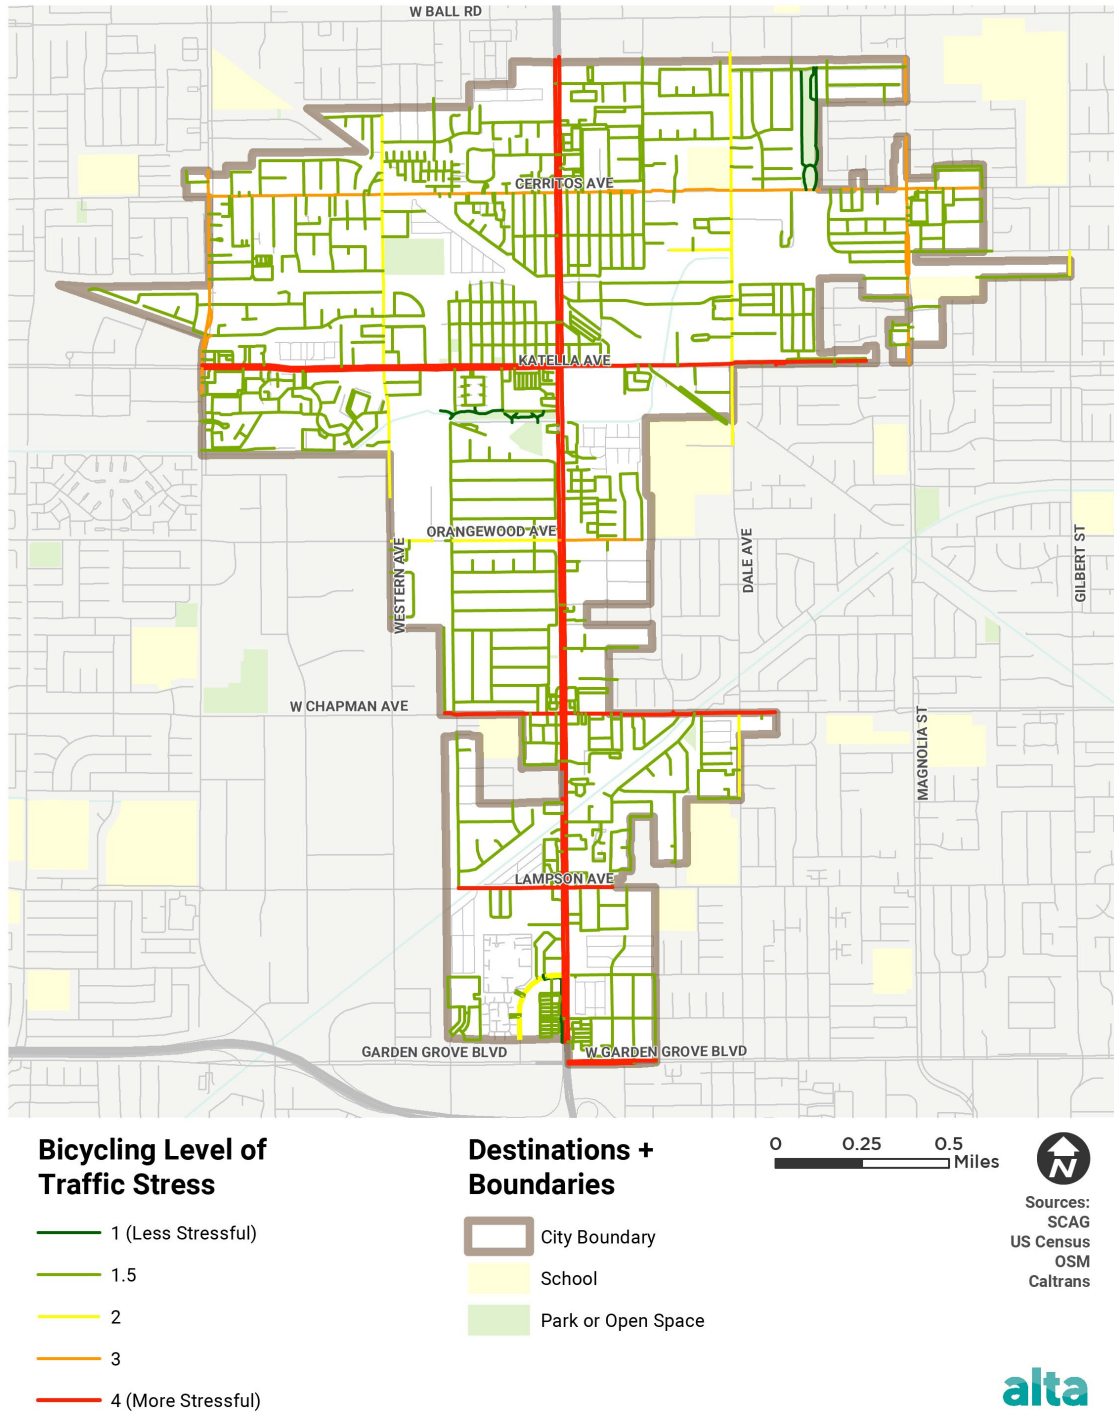 W BALL RD
CERRITOS AVE
KATELLA AVE
ORANGEWOOD AVE
WESTERN AVE
DALE AVE
GILBERT ST
W CHAPMAN AVE
MAGNOLIA ST
LAMPSON AVE
GARDEN GROVE BLVD
W GARDEN GROVE BLVD
Bicycling Level of
Traffic Stress
1 (Less Stressful)
1.5
2
3
4 (More Stressful)
Destinations +
Boundaries
City Boundary
School
Park or Open Space
0 0.25 0.5
Miles
N
Sources:
SCAG
US Census
OSM
Caltrans
alta